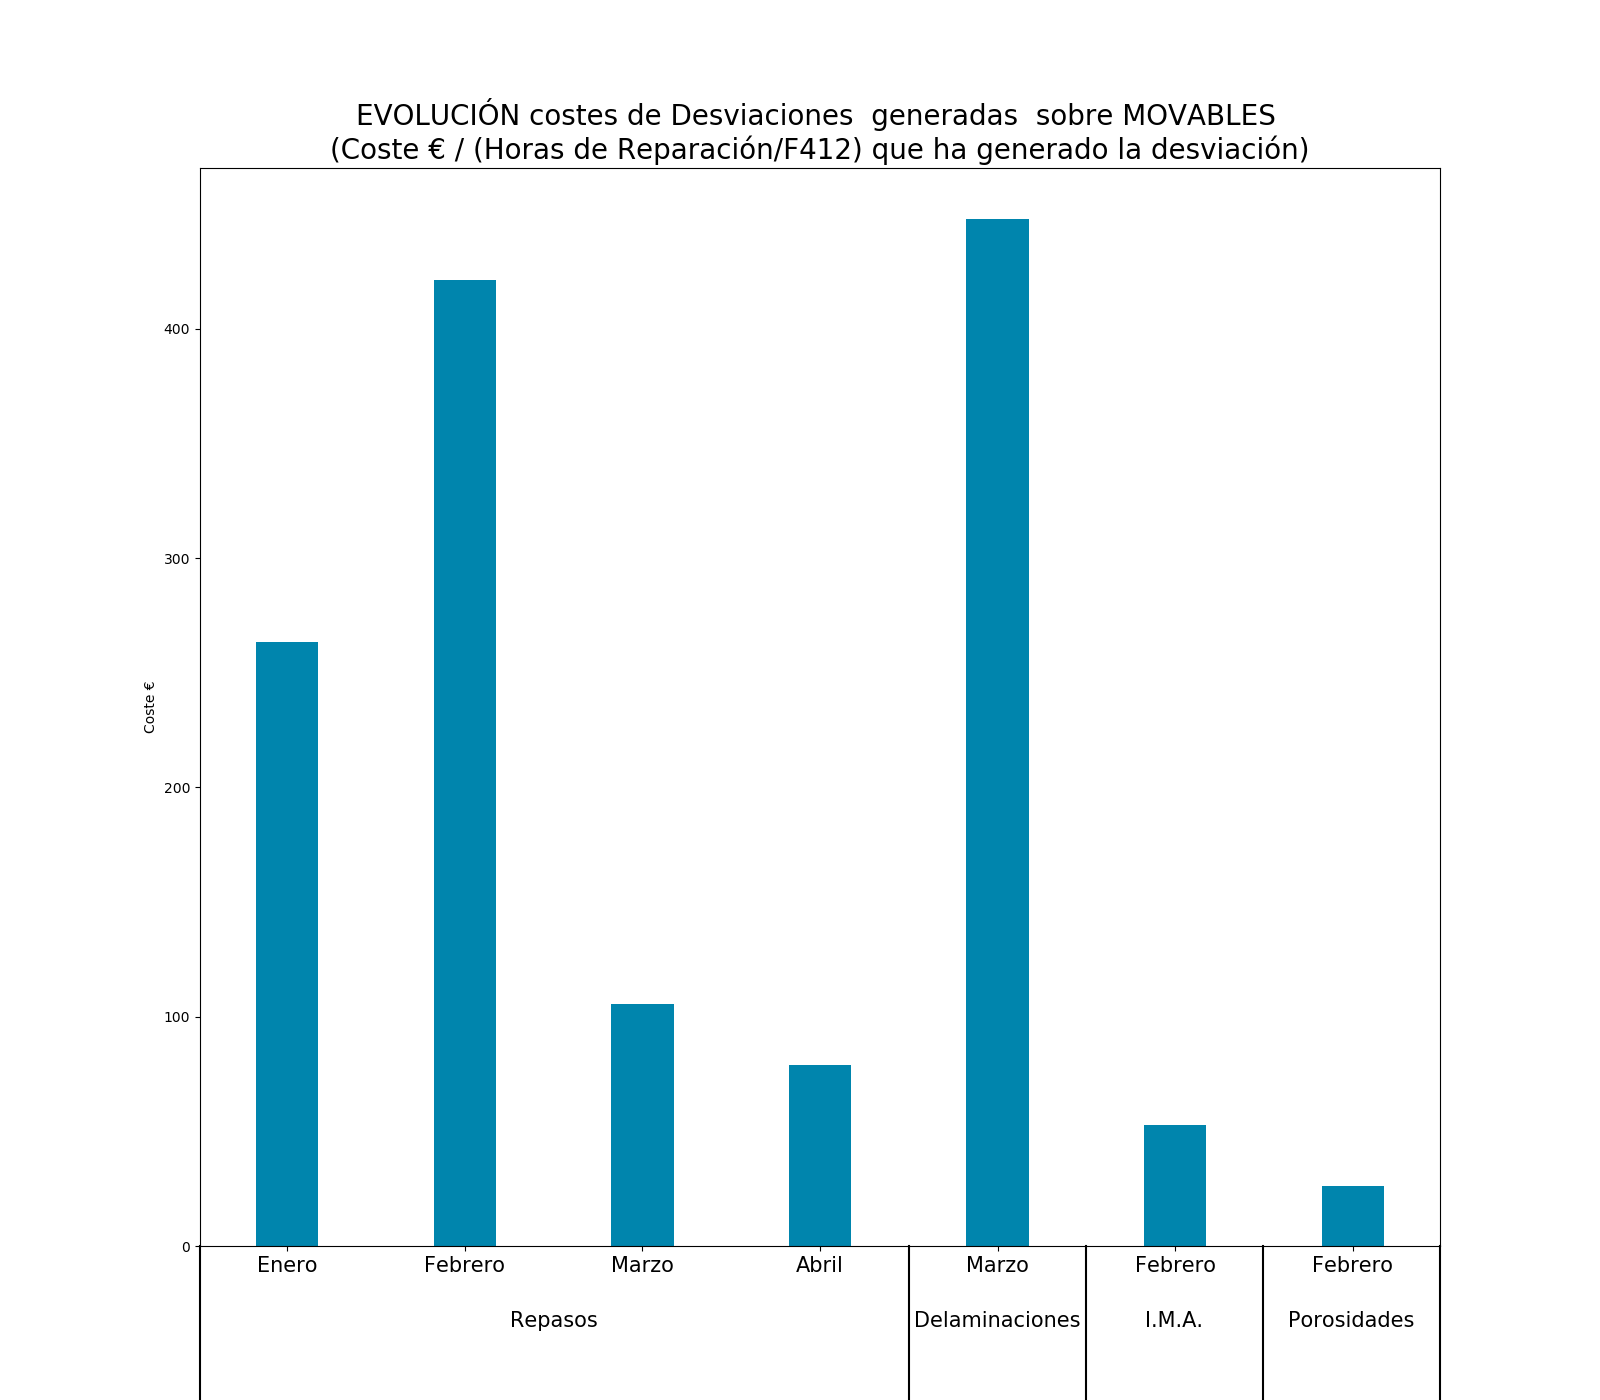 EVOLUCIÓN costes de Desviaciones  generadas  sobre MOVABLES
(Coste € / (Horas de Reparación/F412) que ha generado la desviación)
400
300
Coste €
200
100
0
Enero Febrero Marzo Abril Marzo Febrero Febrero
Repasos Delaminaciones I.M.A. Porosidades